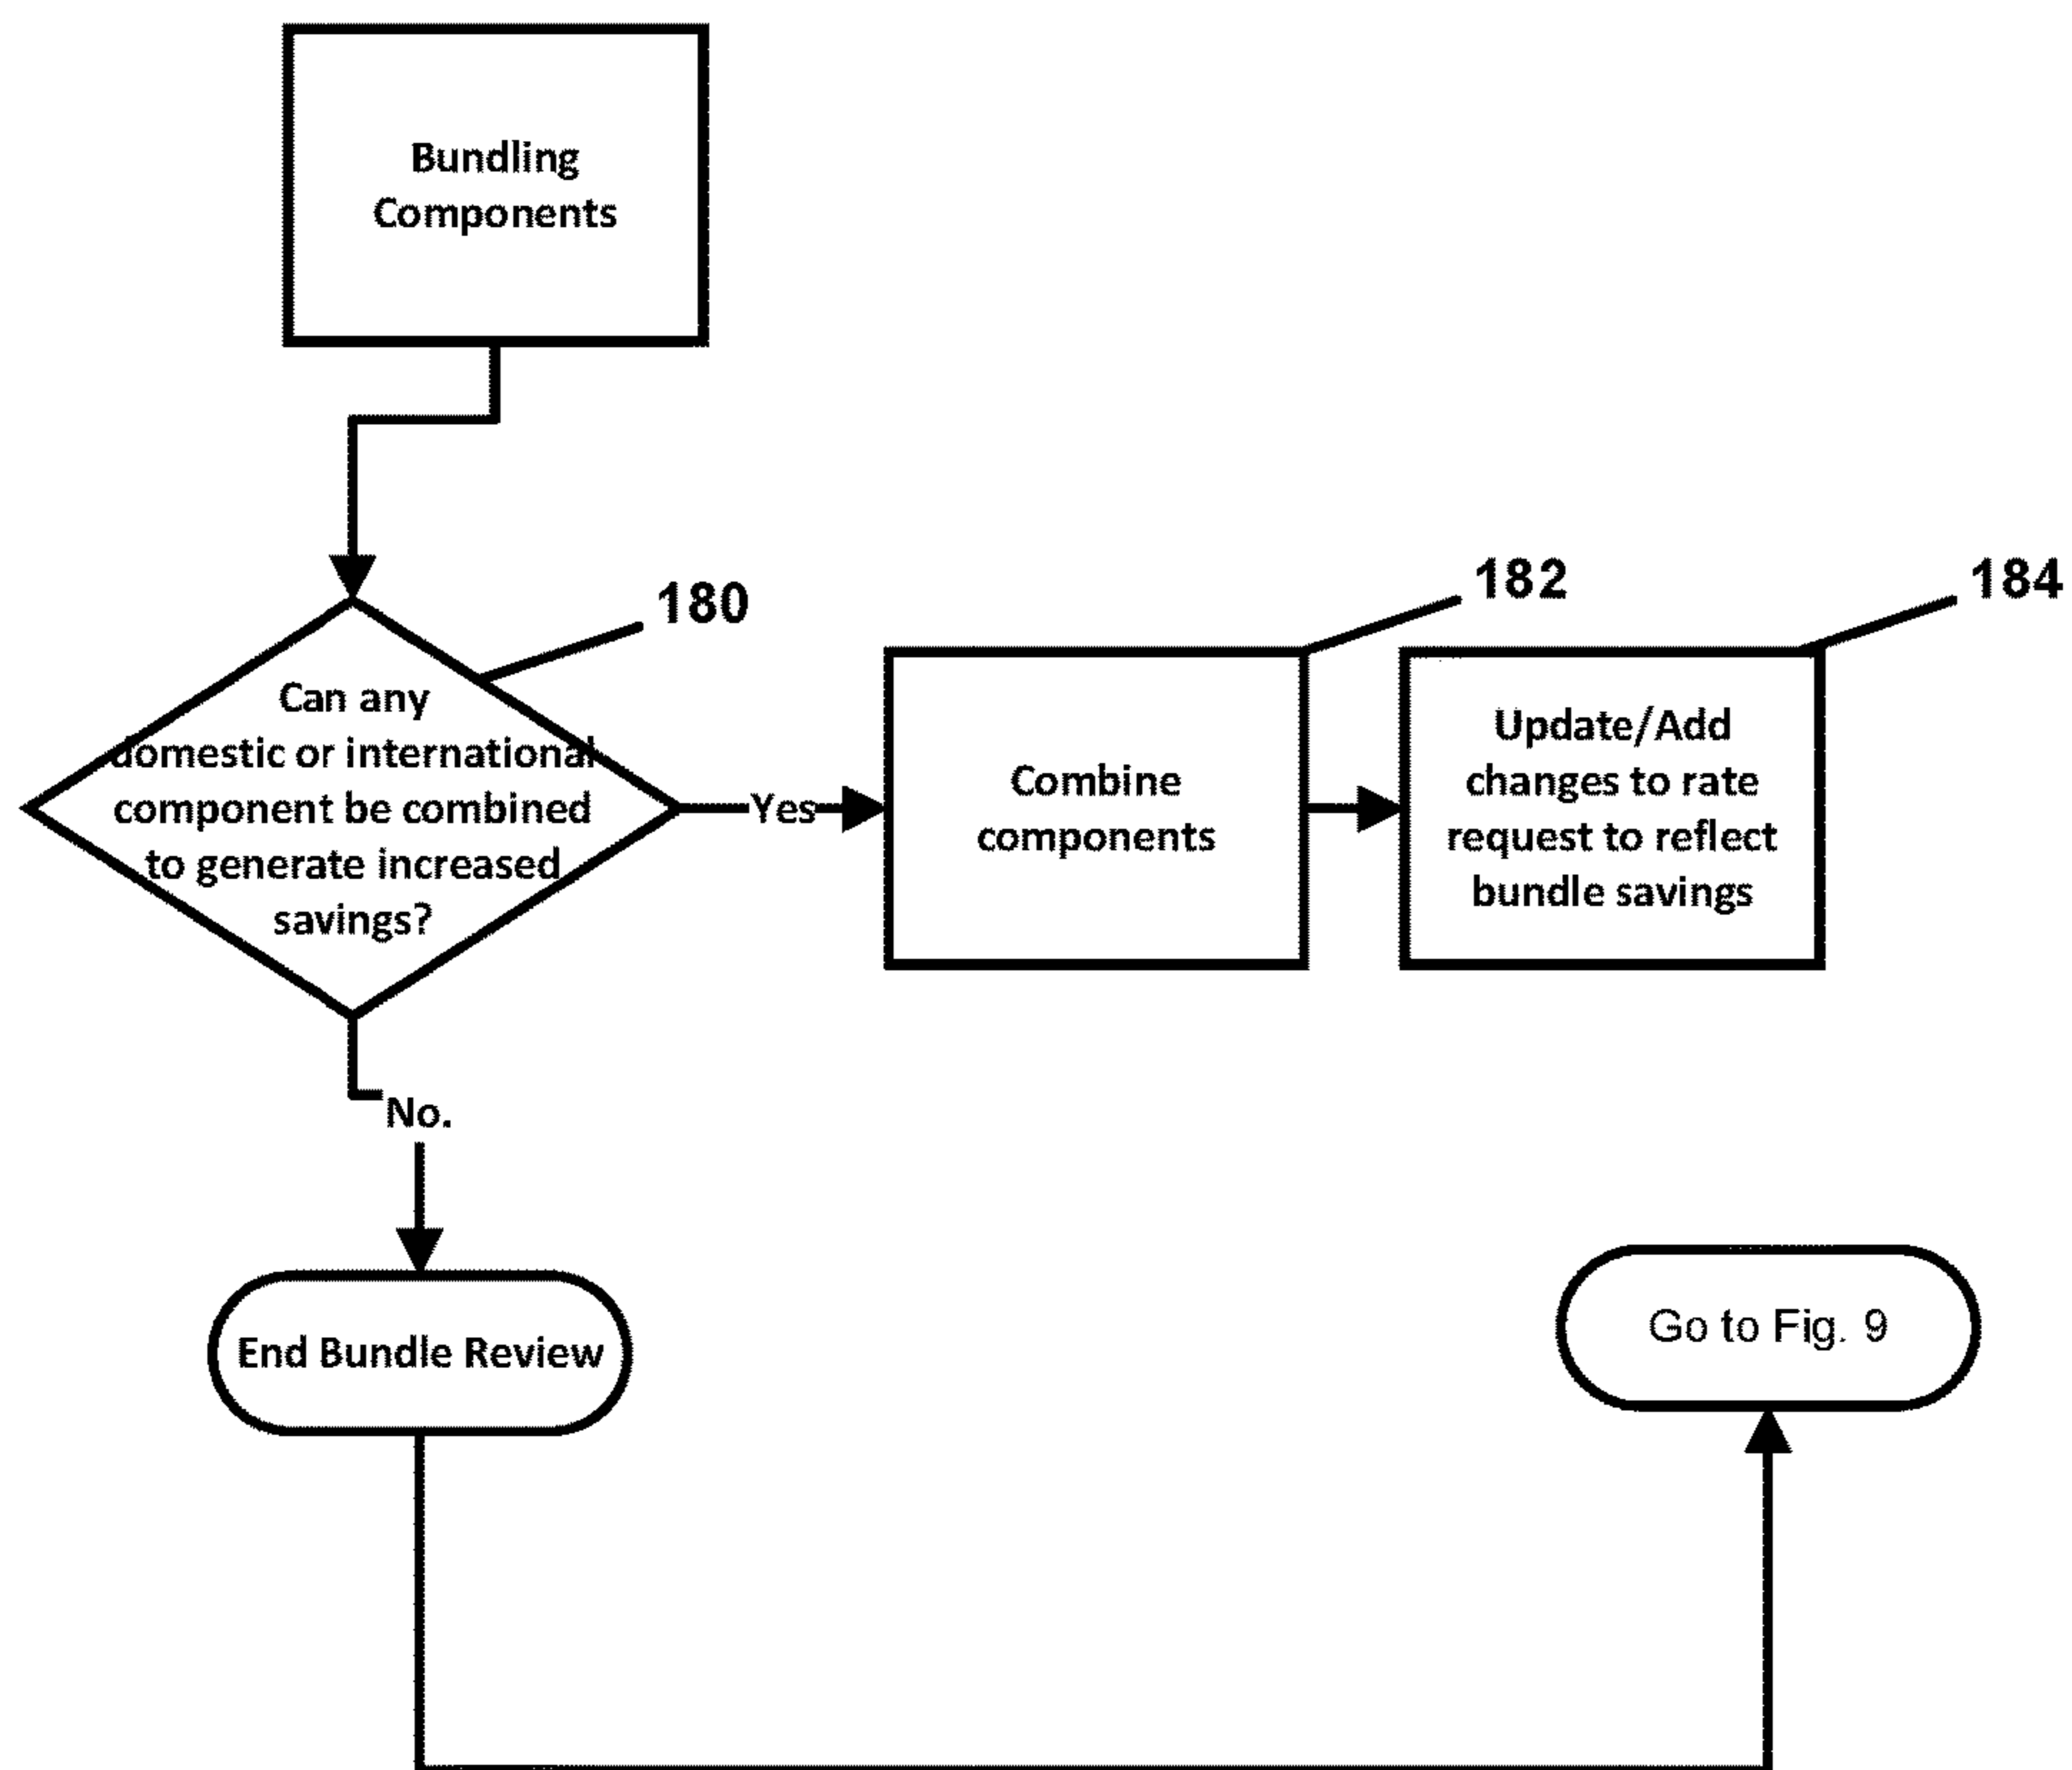 Bundling
Components
180
182
184
Can any
domestic or international
component be combined
to generate increased
savings?
Yes
Combine
components
Update/Add
changes to rate
request to reflect
bundle savings
No.
End Bundle Review
Go to Fig. 9